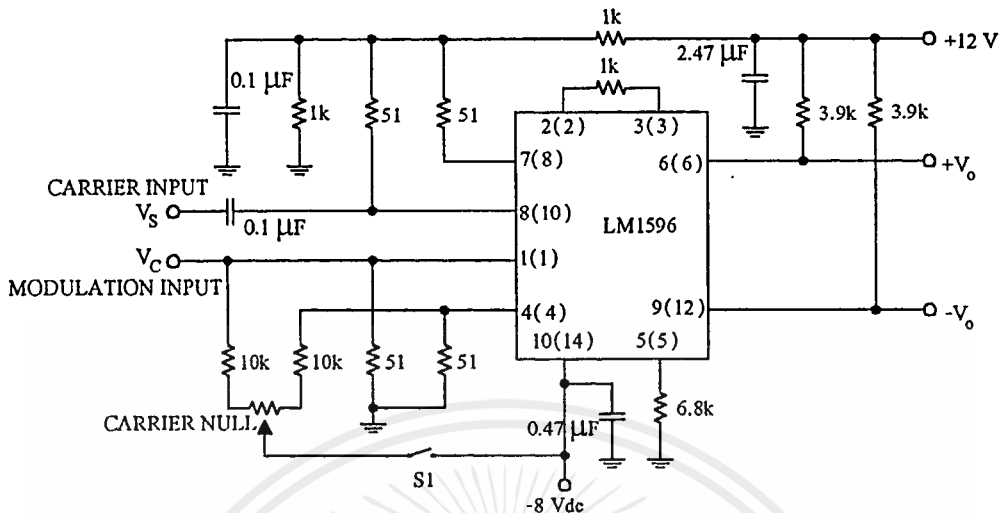 1k
+12 V
2.47 µF
0.1 µF
1k
51
51
1k
3.9k
3.9k
2(2)
3(3)
7(8)
6(6)
+Vo
CARRIER INPUT
VS
0.1 µF
8(10)
LM1596
VC
1(1)
MODULATION INPUT
4(4)
9(12)
-Vo
10(14)
5(5)
10k
10k
51
51
6.8k
CARRIER NULL
0.47 µF
S1
-8 Vdc